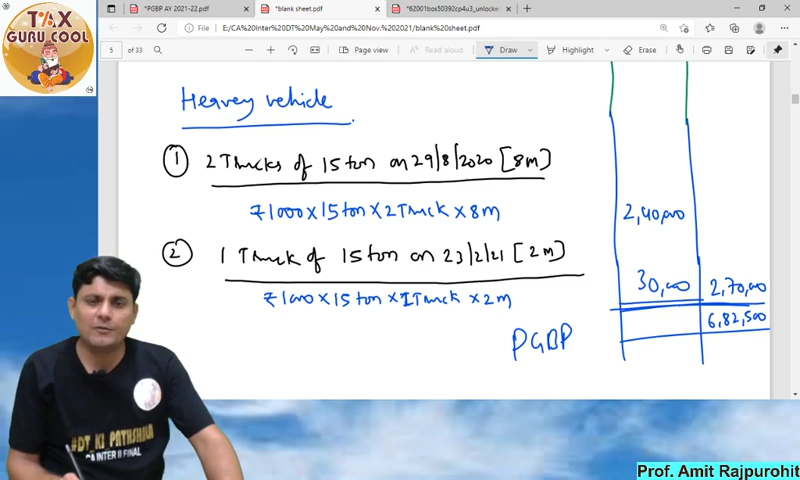 TAX
GURU COOL
*PGBP AY 2021-22.pdf
*blank sheet.pdf
*62001bos50392cp4u3_unlocke
File
E:/CA%20Inter%20DT%20May%20and%20Nov.%202021/blank%20sheet.pdf
5
of 33
Page view
Read aloud
Draw
Highlight
Erase
Heavey vehicle
① 2 Trucks of 15 ton on 29/8/2020 [8m]
₹1000 × 15 ton × 2 Truck × 8m
2,40,000
② 1 Truck of 15 ton on 23/2/21 [2m]
₹1000 × 15 ton × 1 Truck × 2m
30,000 2,70,000
6,82,500
PGBP
#DT KI PATHSHALA
CA INTER II FINAL
Prof. Amit Rajpurohit